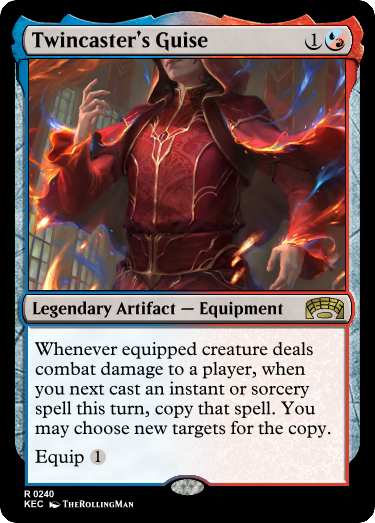 Twincaster's Guise 1
Legendary Artifact — Equipment
Whenever equipped creature deals
combat damage to a player, when
you next cast an instant or sorcery
spell this turn, copy that spell. You
may choose new targets for the copy.
Equip 1
R 0240
KEC TheRollingMan